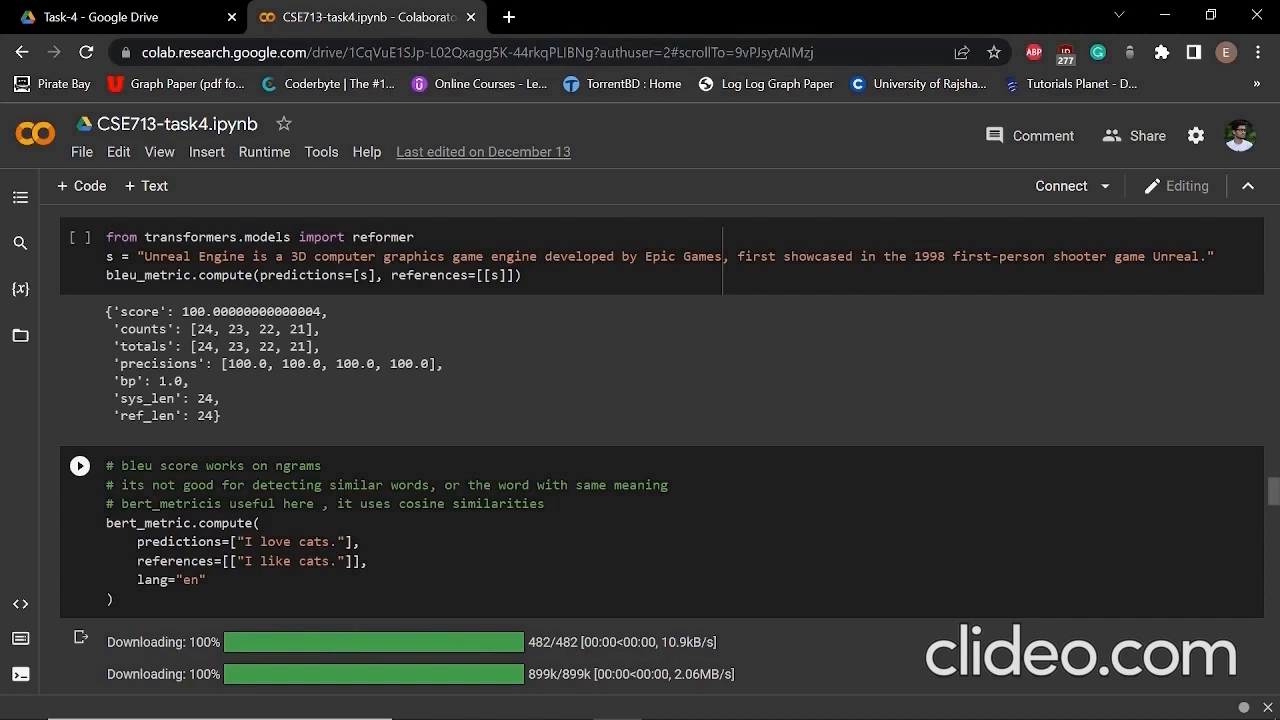 Task-4 - Google Drive
CSE713-task4.ipynb - Colaborato
colab.research.google.com/drive/1CqVuE1SJp-L02Qxagg5K-44rkqPLIBNg?authuser=2#scrollTo=9vPJsytAIMzj
ABP
277
E
Pirate Bay
Graph Paper (pdf fo...
Coderbyte | The #1...
Online Courses - Le...
TorrentBD : Home
Log Log Graph Paper
University of Rajsha...
Tutorials Planet - D...
»
CSE713-task4.ipynb
Comment
Share
File Edit View Insert Runtime Tools Help Last edited on December 13
+ Code + Text
Connect
Editing
[ ] from transformers.models import reformer
s = "Unreal Engine is a 3D computer graphics game engine developed by Epic Games, first showcased in the 1998 first-person shooter game Unreal."
bleu_metric.compute(predictions=[s], references=[[s]])
{'score': 100.00000000000004,
'counts': [24, 23, 22, 21],
'totals': [24, 23, 22, 21],
'precisions': [100.0, 100.0, 100.0, 100.0],
'bp': 1.0,
'sys_len': 24,
'ref_len': 24}
# bleu score works on ngrams
# its not good for detecting similar words, or the word with same meaning
# bert_metricis useful here , it uses cosine similarities
bert_metric.compute(
predictions=["I love cats."],
references=[["I like cats."]],
lang="en"
)
Downloading: 100% 482/482 [00:00<00:00, 10.9kB/s]
Downloading: 100% 899k/899k [00:00<00:00, 2.06MB/s]
clideo.com